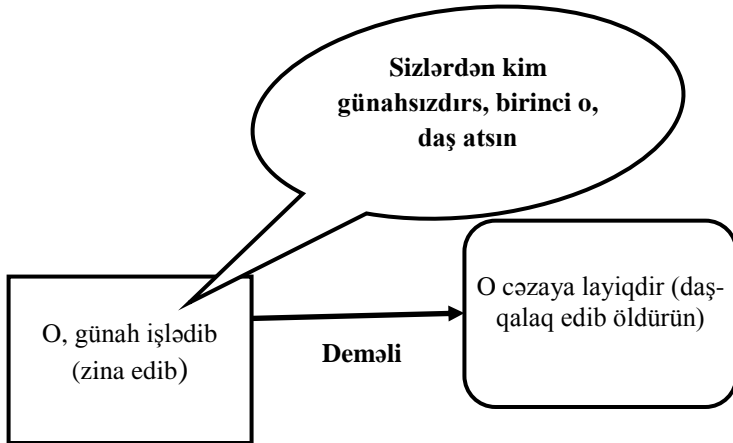 Sizlərdən kim
günahsızdırs, birinci o,
daş atsın
O, günah işlədib
(zina edib)
Deməli
O cəzaya layiqdir (daş-
qalaq edib öldürün)